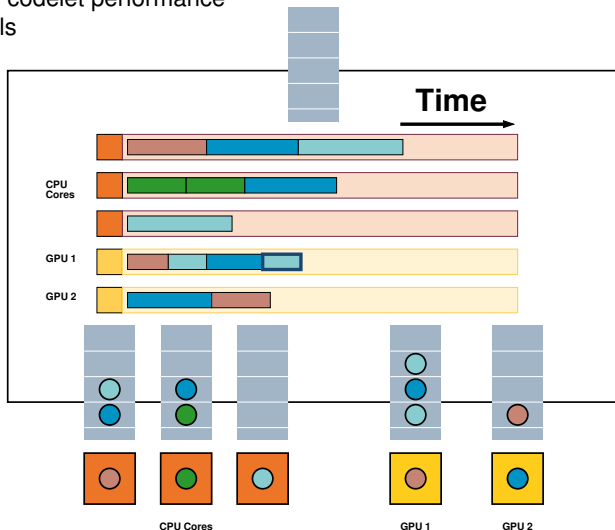 codelet performance
ls
Time
CPU
Cores
GPU 1
GPU 2
CPU Cores
GPU 1
GPU 2